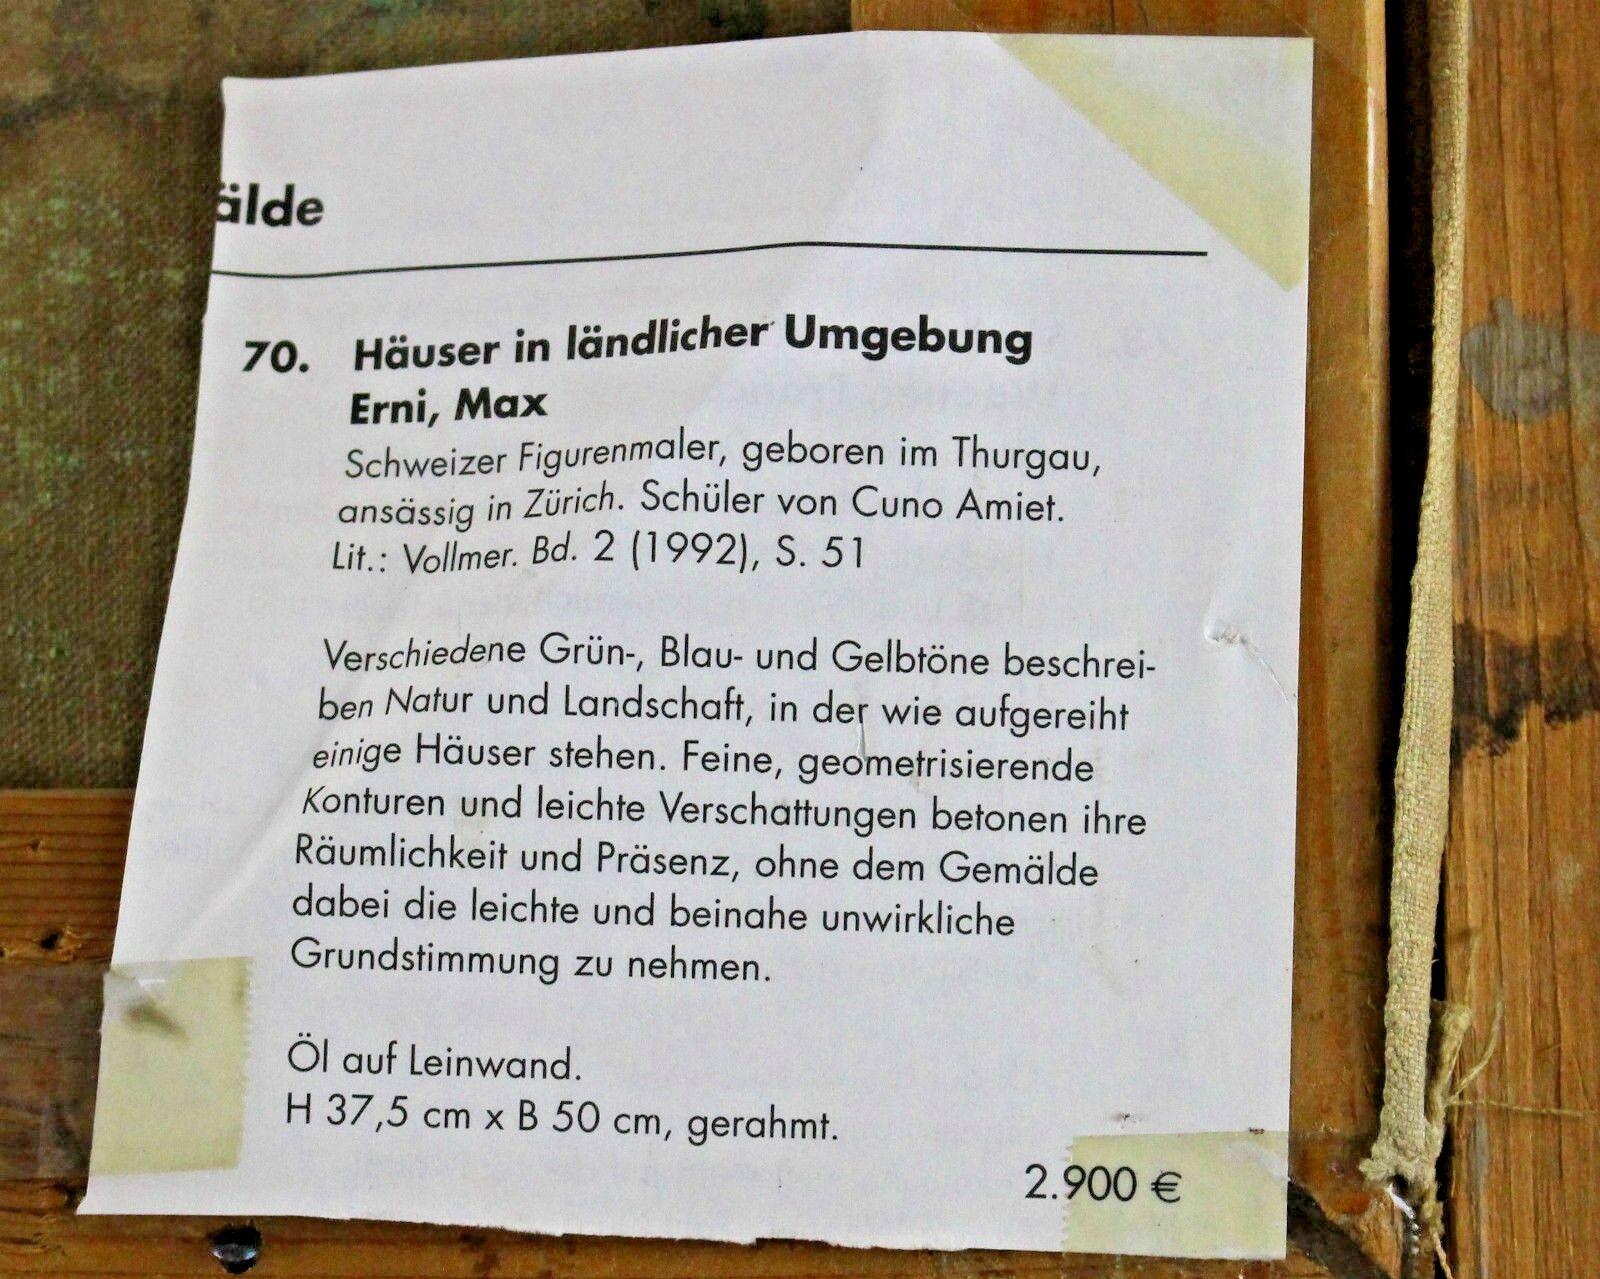 älde
70. Häuser in ländlicher Umgebung
Erni, Max
Schweizer Figurenmaler, geboren im Thurgau,
ansässig in Zürich. Schüler von Cuno Amiet.
Lit.: Vollmer. Bd. 2 (1992), S. 51
Verschiedene Grün-, Blau- und Gelbtöne beschrei-
ben Natur und Landschaft, in der wie aufgereiht
einige Häuser stehen. Feine, geometrisierende
Konturen und leichte Verschattungen betonen ihre
Räumlichkeit und Präsenz, ohne dem Gemälde
dabei die leichte und beinahe unwirkliche
Grundstimmung zu nehmen.
Öl auf Leinwand.
H 37,5 cm x B 50 cm, gerahmt.
2.900 €